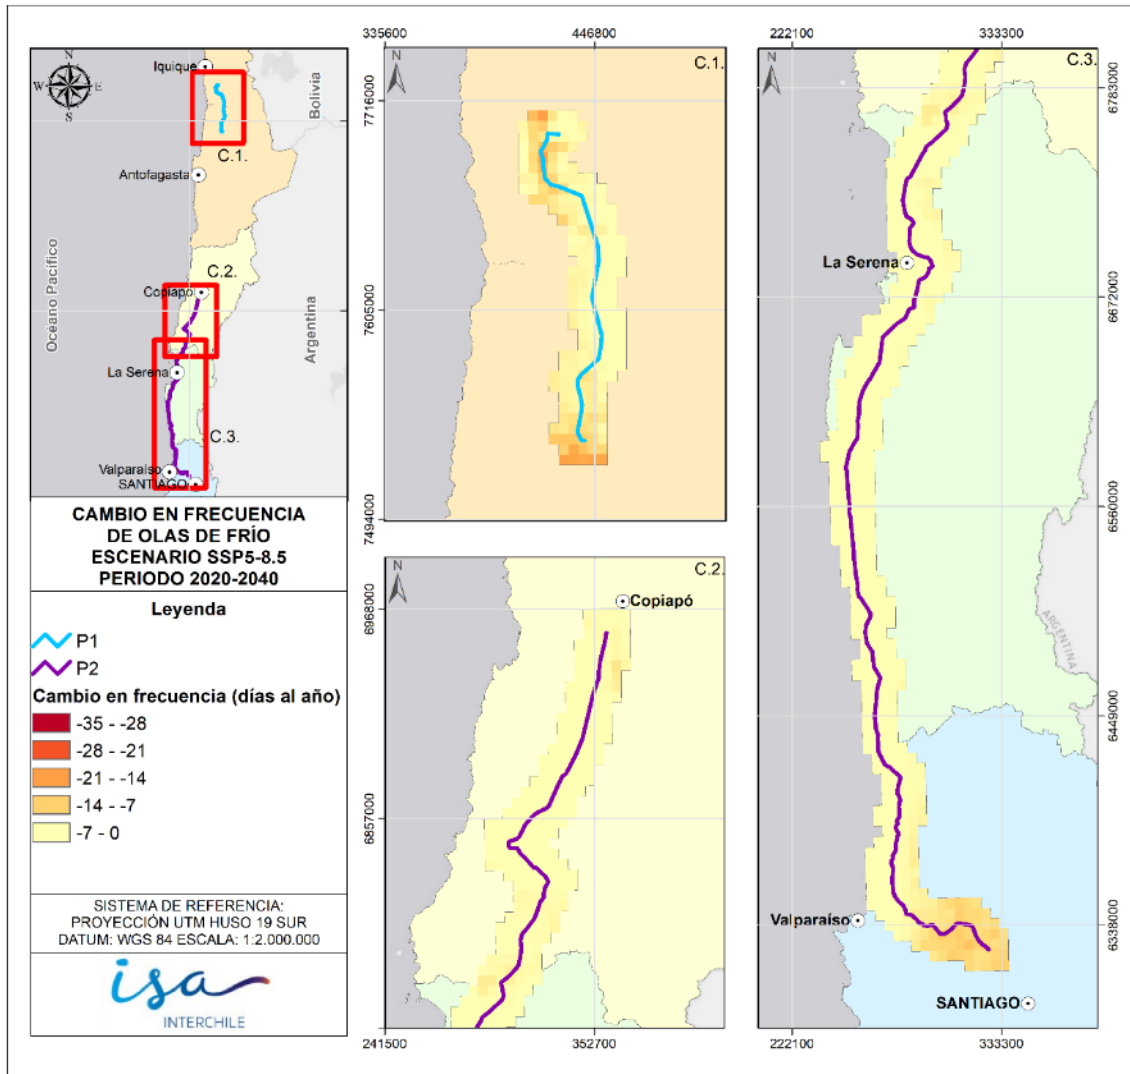 N
W
E
S
Iquique
Bolivia
C.1.
Antofagasta
Océano Pacífico
C.2.
Copiapó
Argentina
La Serena
C.3.
Valparaíso
SANTIAGO
CAMBIO EN FRECUENCIA
DE OLAS DE FRÍO
ESCENARIO SSP5-8.5
PERIODO 2020-2040
Leyenda
P1
P2
Cambio en frecuencia (días al año)
-35 - -28
-28 - -21
-21 - -14
-14 - -7
-7 - 0
SISTEMA DE REFERENCIA:
PROYECCIÓN UTM HUSO 19 SUR
DATUM: WGS 84 ESCALA: 1:2.000.000
isa
INTERCHILE
335600
446800
N
C.1.
7716000
7605000
7494000
N
C.2.
Copiapó
6968000
6857000
241500
352700
222100
333300
N
C.3.
6783000
La Serena
6672000
6560000
ARGENTINA
6449000
Valparaíso
6338000
SANTIAGO
222100
333300